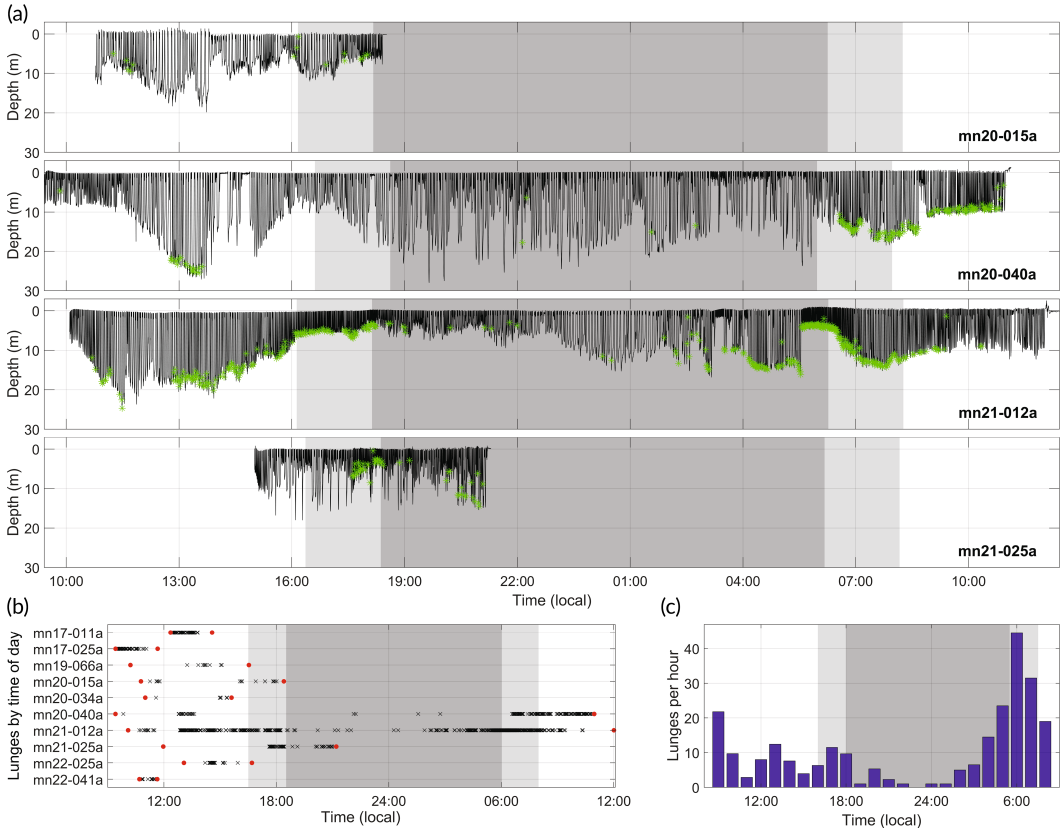 (a)
0
10
20
30
Depth (m)
mn20-015a
0
10
20
30
Depth (m)
mn20-040a
0
10
20
30
Depth (m)
mn21-012a
0
10
20
30
Depth (m)
mn21-025a
10:00 13:00 16:00 19:00 22:00 01:00 04:00 07:00 10:00
Time (local)
(b)
Lunges by time of day
mn17-011a
mn17-025a
mn19-066a
mn20-015a
mn20-034a
mn20-040a
mn21-012a
mn21-025a
mn22-025a
mn22-041a
12:00 18:00 24:00 06:00 12:00
Time (local)
(c)
Lunges per hour
40
30
20
10
0
12:00 18:00 24:00 6:00
Time (local)